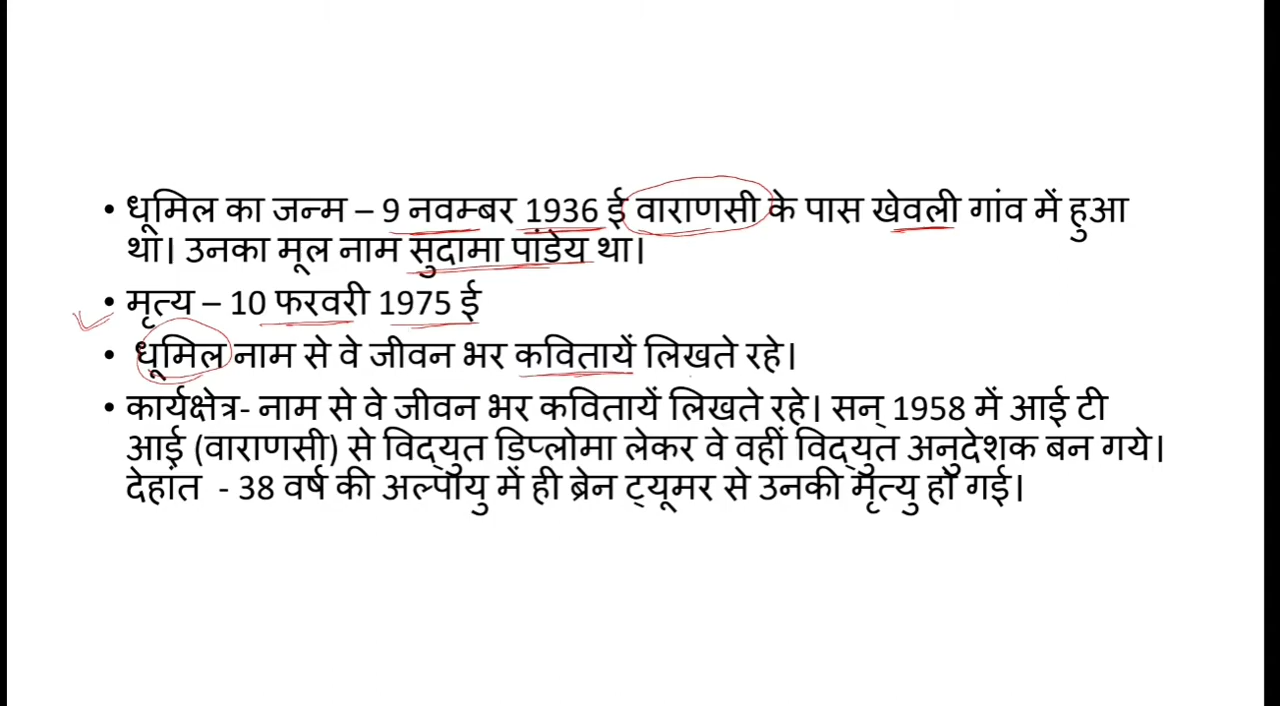 • धूमिल का जन्म – 9 नवम्बर 1936 ई वाराणसी के पास खेवली गांव में हुआ
था। उनका मूल नाम सुदामा पांडेय था।
• मृत्य – 10 फरवरी 1975 ई
• धूमिल नाम से वे जीवन भर कवितायें लिखते रहे।
• कार्यक्षेत्र- नाम से वे जीवन भर कवितायें लिखते रहे। सन् 1958 में आई टी
आई (वाराणसी) से विद्युत डिप्लोमा लेकर वे वहीं विद्युत अनुदेशक बन गये।
देहांत - 38 वर्ष की अल्पायु में ही ब्रेन ट्यूमर से उनकी मृत्यु हो गई।